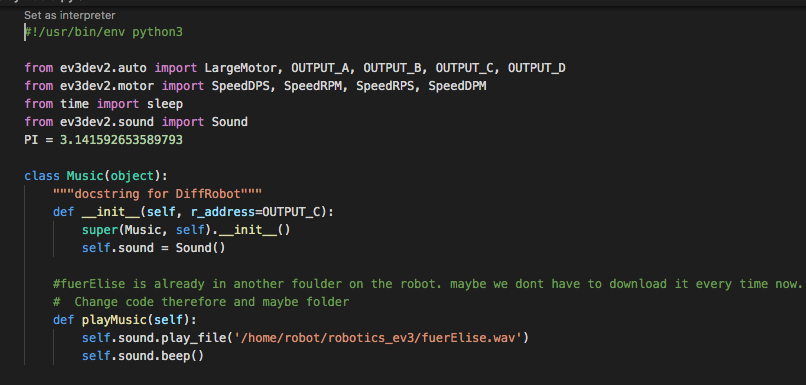 Set as interpreter
#!/usr/bin/env python3
from ev3dev2.auto import LargeMotor, OUTPUT_A, OUTPUT_B, OUTPUT_C, OUTPUT_D
from ev3dev2.motor import SpeedDPS, SpeedRPM, SpeedRPS, SpeedDPM
from time import sleep
from ev3dev2.sound import Sound
PI = 3.141592653589793
class Music(object):
"""docstring for DiffRobot"""
def __init__(self, r_address=OUTPUT_C):
super(Music, self).__init__()
self.sound = Sound()
#fuerElise is already in another foulder on the robot. maybe we dont have to download it every time now.
#  Change code therefore and maybe folder
def playMusic(self):
self.sound.play_file('/home/robot/robotics_ev3/fuerElise.wav')
self.sound.beep()